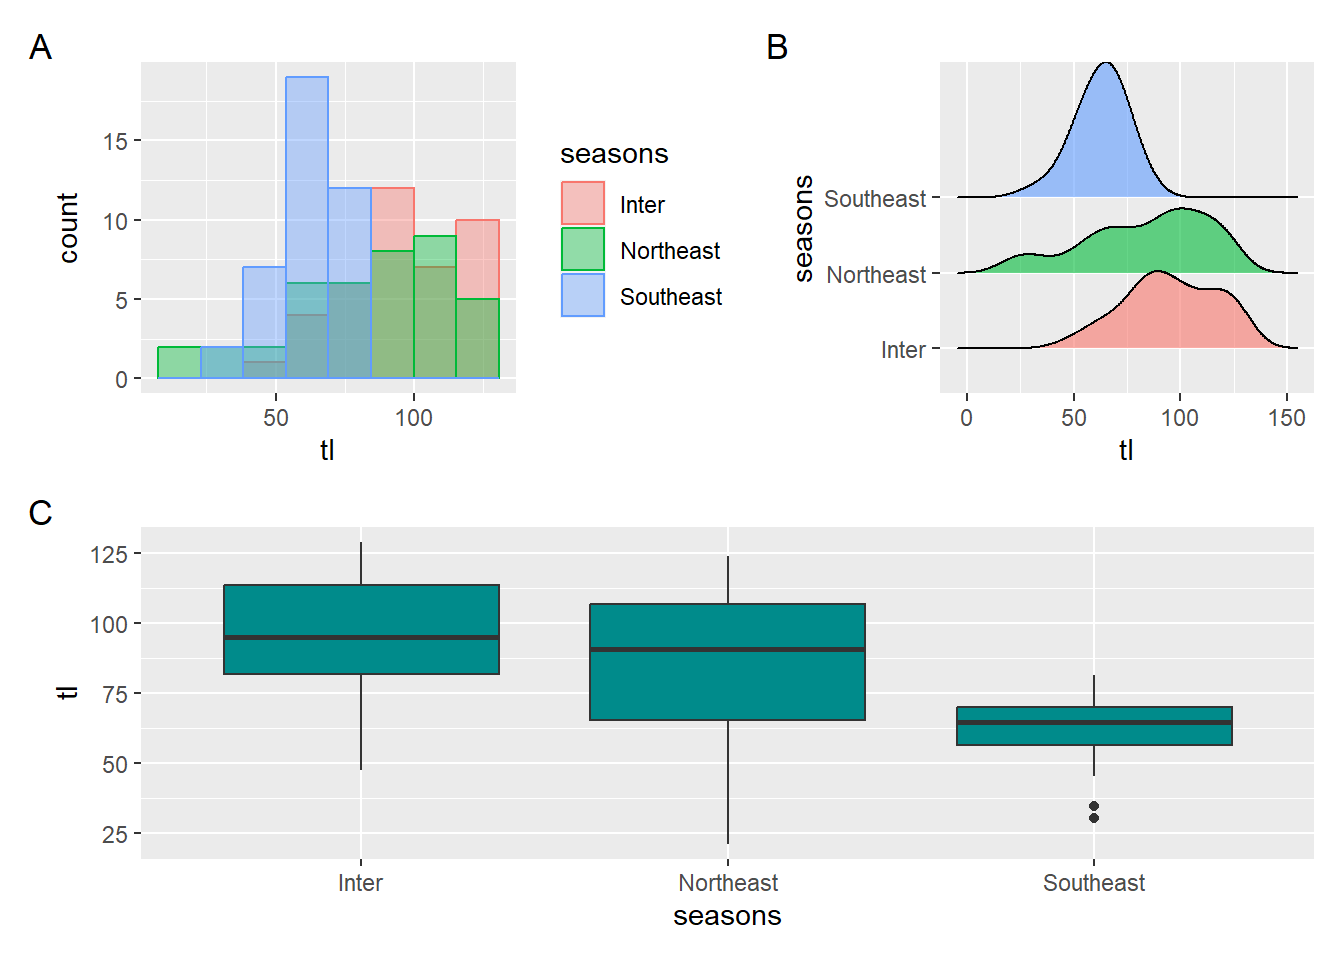 A
count
15
10
5
0
50 100
tl
seasons
Inter
Northeast
Southeast
B
seasons
Southeast
Northeast
Inter
0 50 100 150
tl
C
tl
125
100
75
50
25
Inter Northeast Southeast
seasons